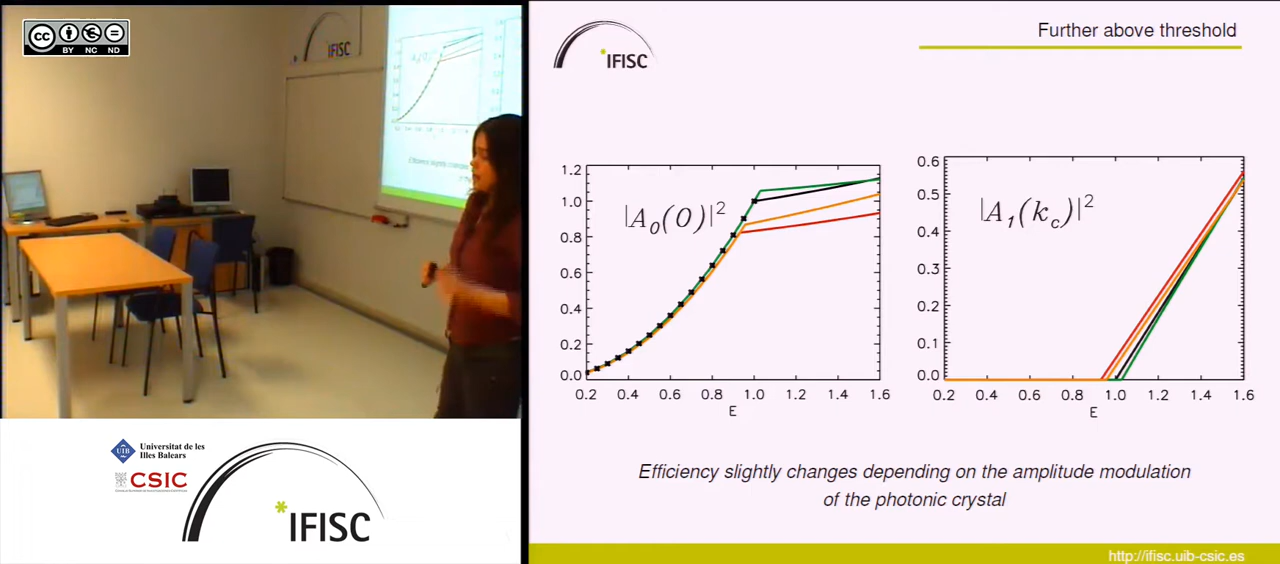 cc
BY NC ND
IFISC
Universitat de les
Illes Balears
UIB
CSIC
IFISC
IFISC
Further above threshold
|A₀(0)|²
1.2
1.0
0.8
0.6
0.4
0.2
0.0
0.2 0.4 0.6 0.8 1.0 1.2 1.4 1.6
E
|A₁(k_c)|²
0.6
0.5
0.4
0.3
0.2
0.1
0.0
0.2 0.4 0.6 0.8 1.0 1.2 1.4 1.6
E
Efficiency slightly changes depending on the amplitude modulation
of the photonic crystal
http://ifisc.uib-csic.es